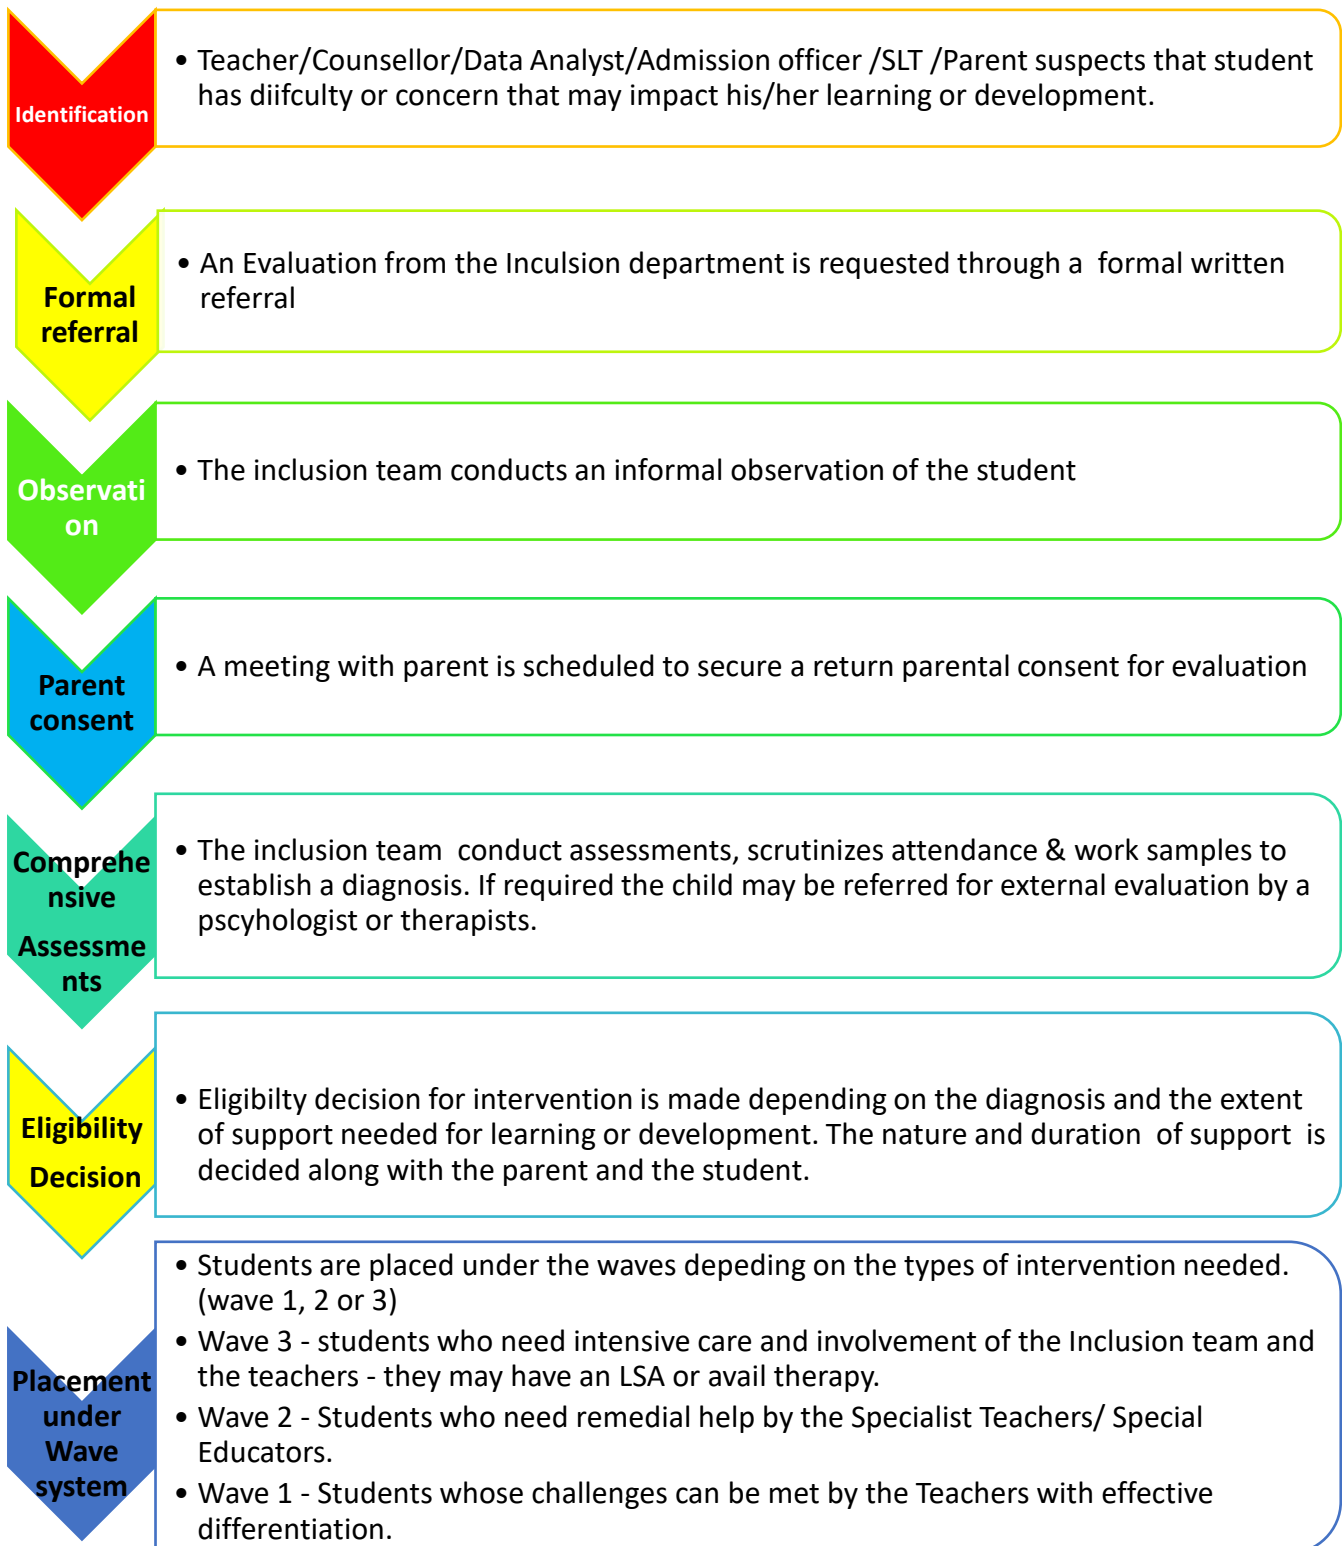 Identification
• Teacher/Counsellor/Data Analyst/Admission officer /SLT /Parent suspects that student
has diifculty or concern that may impact his/her learning or development.
Formal
referral
• An Evaluation from the Inculsion department is requested through a formal written
referral
Observati
on
• The inclusion team conducts an informal observation of the student
Parent
consent
• A meeting with parent is scheduled to secure a return parental consent for evaluation
Comprehe
nsive
Assessme
nts
• The inclusion team conduct assessments, scrutinizes attendance & work samples to
establish a diagnosis. If required the child may be referred for external evaluation by a
pscyhologist or therapists.
Eligibility
Decision
• Eligibilty decision for intervention is made depending on the diagnosis and the extent
of support needed for learning or development. The nature and duration of support is
decided along with the parent and the student.
Placement
under
Wave
system
• Students are placed under the waves depeding on the types of intervention needed.
(wave 1, 2 or 3)
• Wave 3 - students who need intensive care and involvement of the Inclusion team and
the teachers - they may have an LSA or avail therapy.
• Wave 2 - Students who need remedial help by the Specialist Teachers/ Special
Educators.
• Wave 1 - Students whose challenges can be met by the Teachers with effective
differentiation.